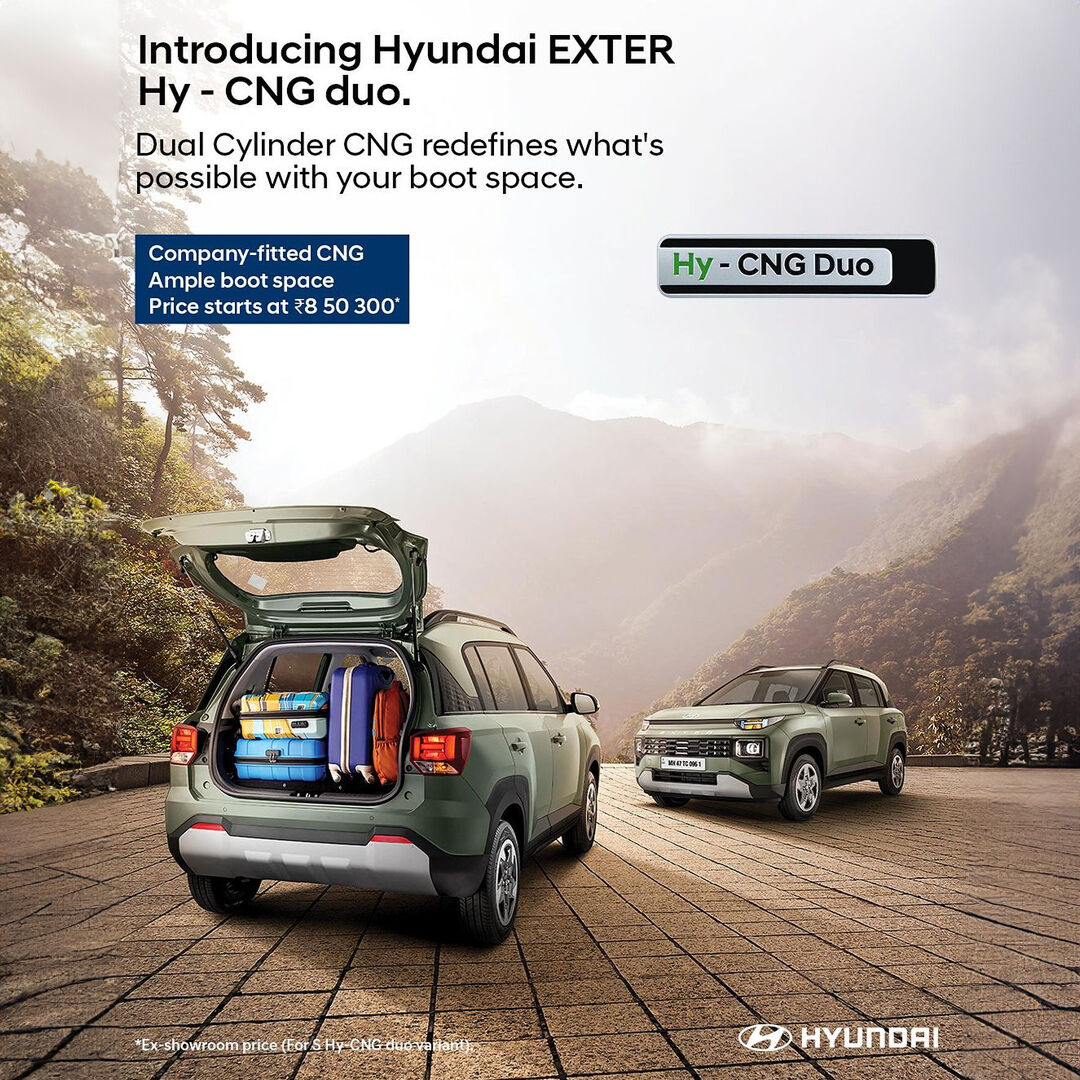 Introducing Hyundai EXTER
Hy - CNG duo.
Dual Cylinder CNG redefines what's
possible with your boot space.
Company-fitted CNG
Ample boot space
Price starts at ₹8 50 300*
Hy - CNG Duo
MH 47 TC 096 1
*Ex-showroom price (For S Hy-CNG duo variant).
HYUNDAI